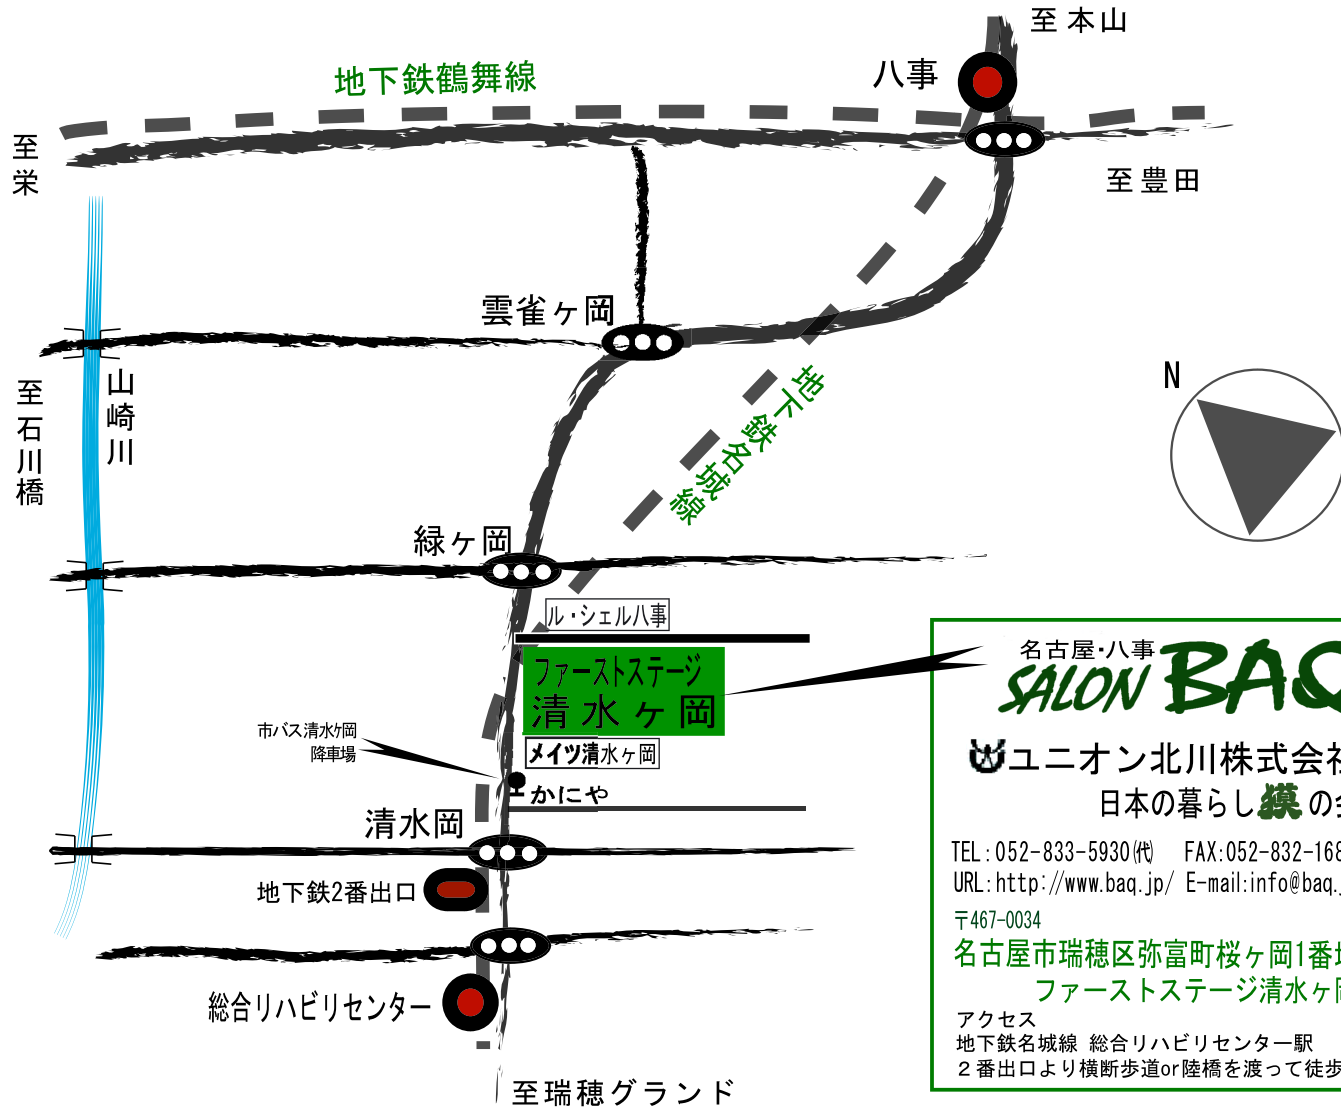 至本山
八事
地下鉄鶴舞線
至栄
至豊田
雲雀ヶ岡
N
至石川橋
山崎川
地下鉄名城線
緑ヶ岡
ル・シェル八事
ファーストステージ
清水ヶ岡
市バス清水ケ岡
降車場
メイツ清水ヶ岡
かにや
清水岡
地下鉄2番出口
総合リハビリセンター
至瑞穂グランド
名古屋・八事
SALON BAQ
ユニオン北川株式会社
日本の暮らし 獏 の会
TEL:052-833-5930㈹ FAX:052-832-168
URL:http://www.baq.jp/ E-mail:info@baq.
〒467-0034
名古屋市瑞穂区弥富町桜ヶ岡1番地
ファーストステージ清水ヶ岡
アクセス
地下鉄名城線 総合リハビリセンター駅
２番出口より横断歩道or陸橋を渡って徒歩